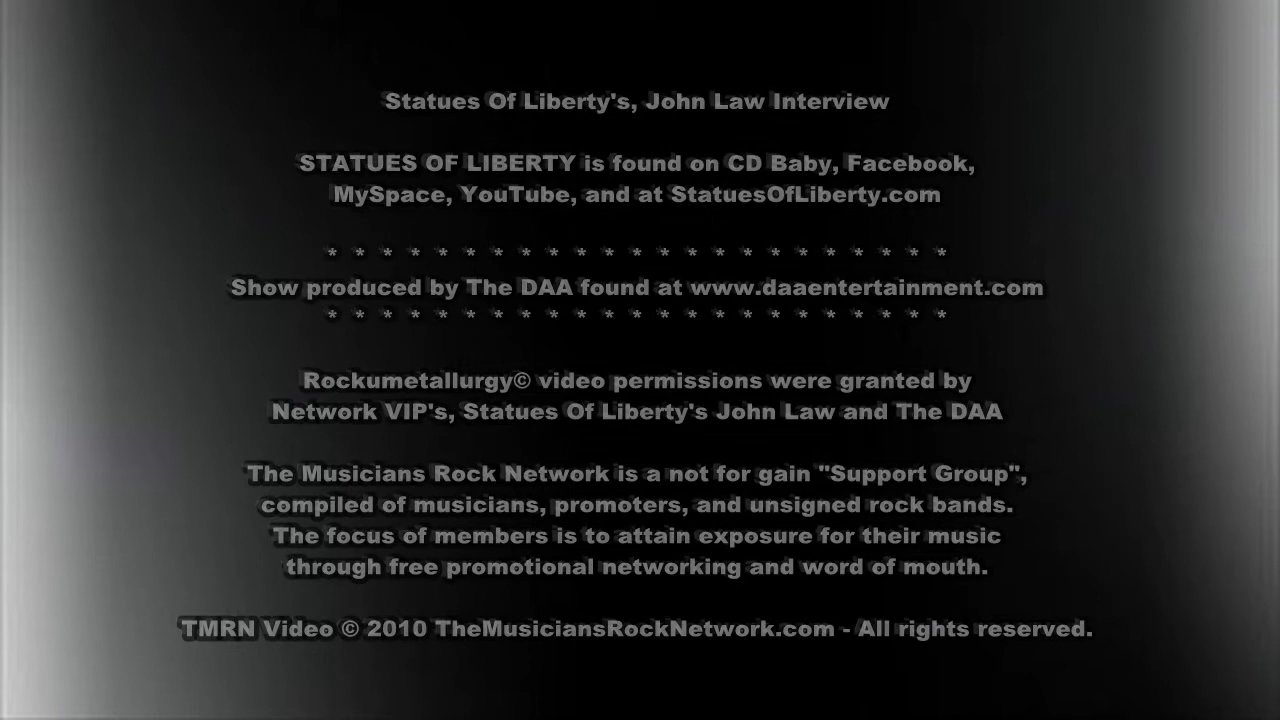 Statues Of Liberty's, John Law Interview
STATUES OF LIBERTY is found on CD Baby, Facebook,
MySpace, YouTube, and at StatuesOfLiberty.com
* * * * * * * * * * * * * * * * * * * * * * *
Show produced by The DAA found at www.daaentertainment.com
* * * * * * * * * * * * * * * * * * * * * * *
Rockumetallurgy© video permissions were granted by
Network VIP's, Statues Of Liberty's John Law and The DAA
The Musicians Rock Network is a not for gain "Support Group",
compiled of musicians, promoters, and unsigned rock bands.
The focus of members is to attain exposure for their music
through free promotional networking and word of mouth.
TMRN Video © 2010 TheMusiciansRockNetwork.com - All rights reserved.